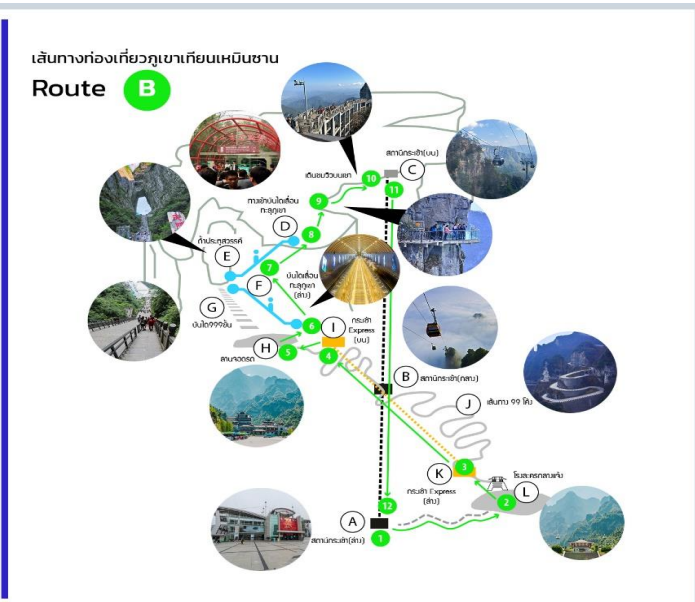 เส้นทางท่องเที่ยวภูเขาเทียนเหมินซาน
Route B
สถานีกระเช้า(บน)
C
เดินชมวิวบนเขา
10
11
ทางเข้าบันไดเลื่อน
ทะลุภูเขา
9
D
8
ถ้ำประตูสวรรค์
E
7
F
บันไดเลื่อน
ทะลุภูเขา
(ล่าง)
G
บันได999ขั้น
6
I
กระเช้า
Express
(บน)
H
5
4
ลานจอดรถ
B
สถานีกระเช้า(กลาง)
J
เส้นทาง 99 โค้ง
K
3
กระเช้า Express
(ล่าง)
โรงละครกลางแจ้ง
L
2
12
A
สถานีกระเช้า(ล่าง)
1